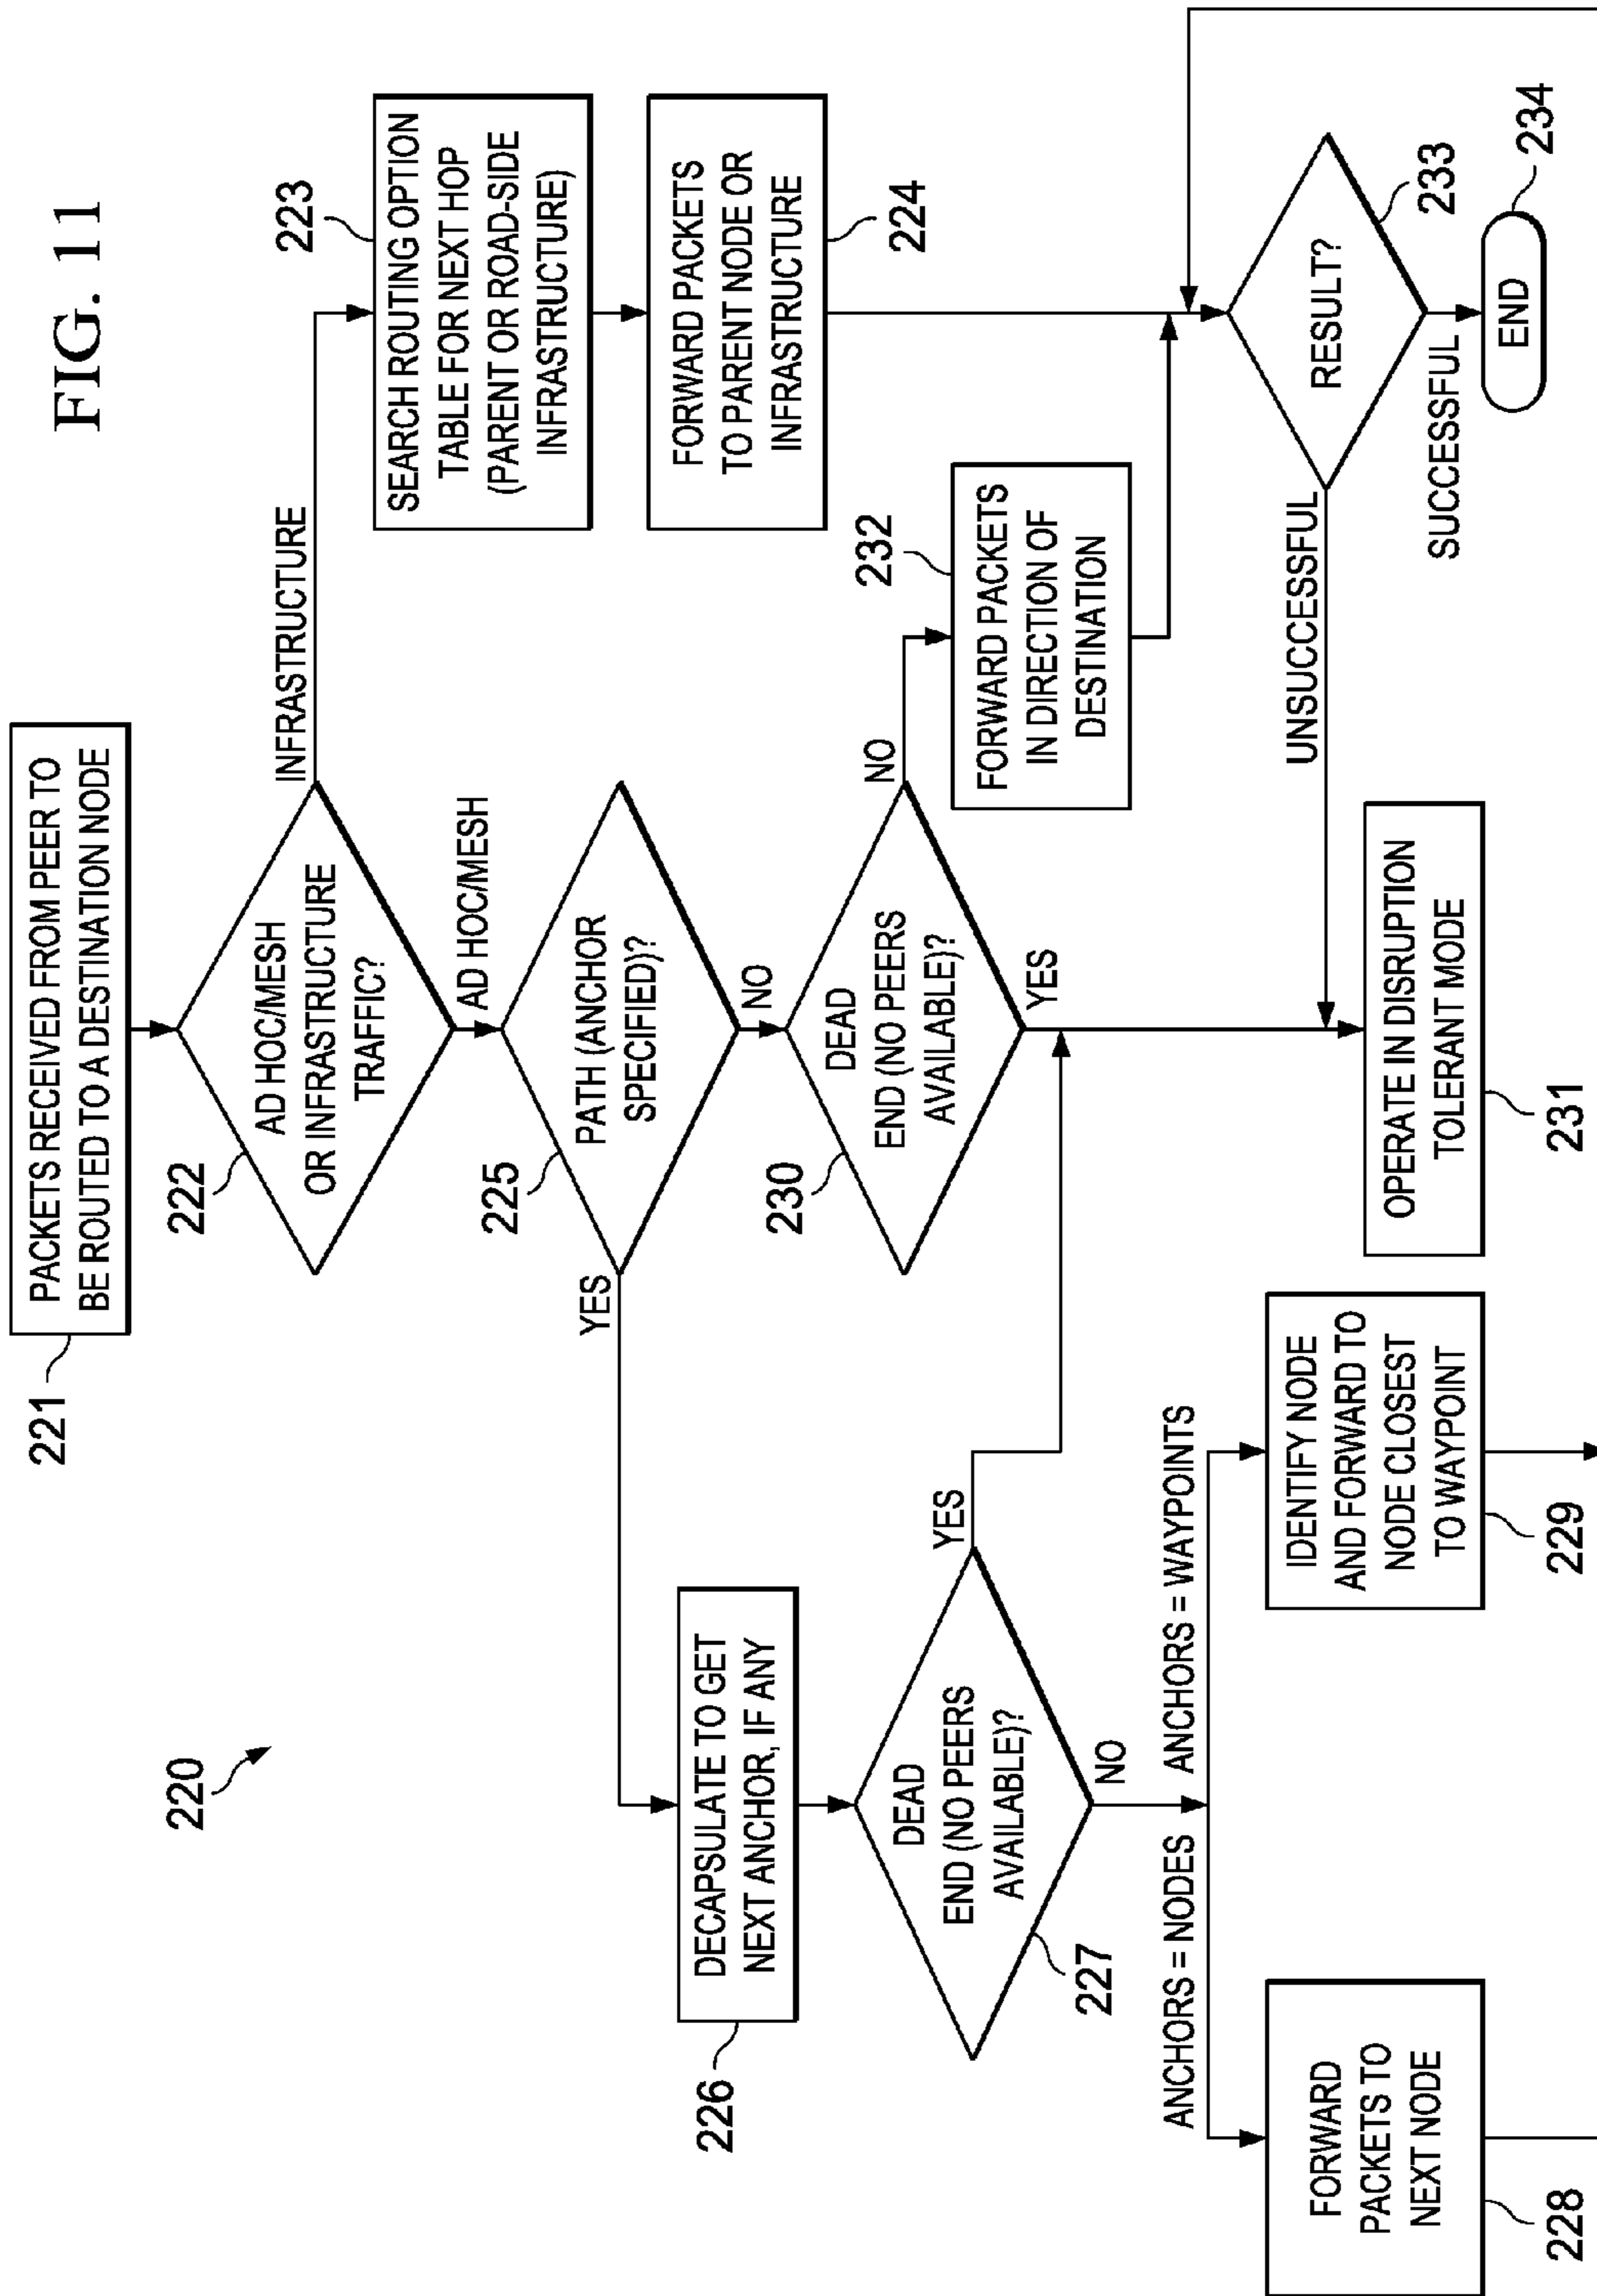 FIG. 11
220
221
PACKETS RECEIVED FROM PEER TO
BE ROUTED TO A DESTINATION NODE
222
AD HOC/MESH
OR INFRASTRUCTURE
TRAFFIC?
INFRASTRUCTURE
AD HOC/MESH
223
SEARCH ROUTING OPTION
TABLE FOR NEXT HOP
(PARENT OR ROAD-SIDE
INFRASTRUCTURE)
FORWARD PACKETS
TO PARENT NODE OR
INFRASTRUCTURE
224
225
PATH (ANCHOR
SPECIFIED)?
YES
NO
226
DECAPSULATE TO GET
NEXT ANCHOR, IF ANY
227
DEAD
END (NO PEERS
AVAILABLE)?
YES
NO
ANCHORS = NODES
ANCHORS = WAYPOINTS
FORWARD
PACKETS TO
NEXT NODE
228
IDENTIFY NODE
AND FORWARD TO
NODE CLOSEST
TO WAYPOINT
229
230
DEAD
END (NO PEERS
AVAILABLE)?
NO
YES
232
FORWARD PACKETS
IN DIRECTION OF
DESTINATION
OPERATE IN DISRUPTION
TOLERANT MODE
231
RESULT?
233
UNSUCCESSFUL
SUCCESSFUL
END
234